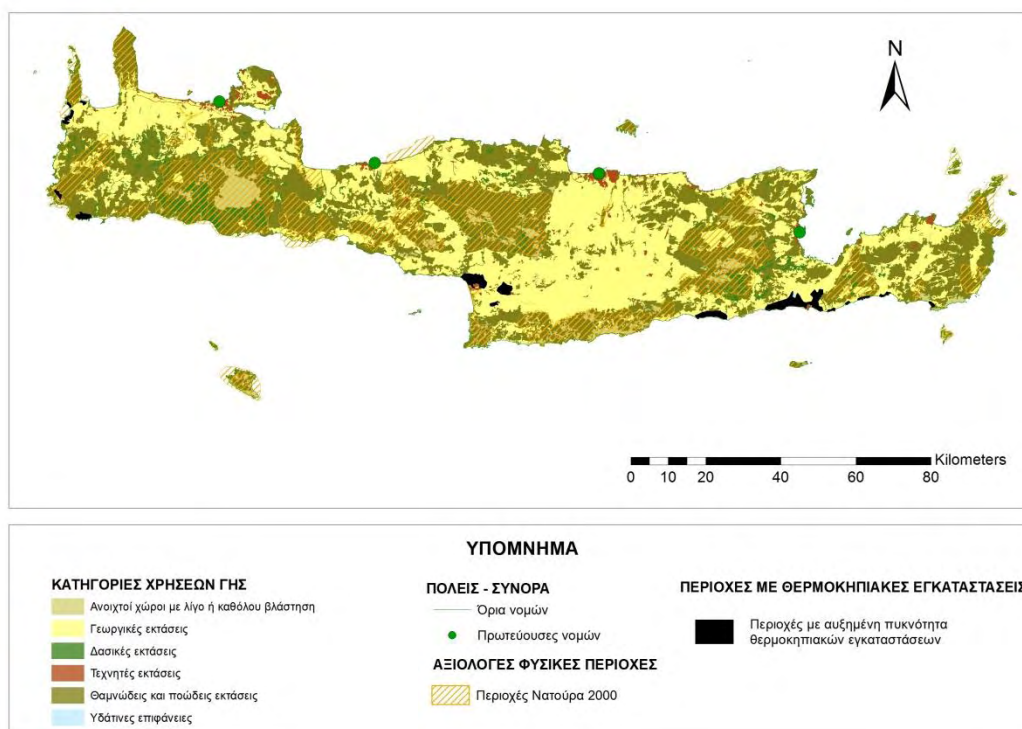 N
Kilometers
0 10 20 40 60 80
ΥΠΟΜΝΗΜΑ
ΚΑΤΗΓΟΡΙΕΣ ΧΡΗΣΕΩΝ ΓΗΣ
Ανοιχτοί χώροι με λίγο ή καθόλου βλάστηση
Γεωργικές εκτάσεις
Δασικές εκτάσεις
Τεχνητές εκτάσεις
Θαμνώδεις και ποώδεις εκτάσεις
Υδάτινες επιφάνειες
ΠΟΛΕΙΣ - ΣΥΝΟΡΑ
Όρια νομών
Πρωτεύουσες νομών
ΑΞΙΟΛΟΓΕΣ ΦΥΣΙΚΕΣ ΠΕΡΙΟΧΕΣ
Περιοχές Νατούρα 2000
ΠΕΡΙΟΧΕΣ ΜΕ ΘΕΡΜΟΚΗΠΙΑΚΕΣ ΕΓΚΑΤΑΣΤΑΣΕΙΣ
Περιοχές με αυξημένη πυκνότητα
θερμοκηπιακών εγκαταστάσεων